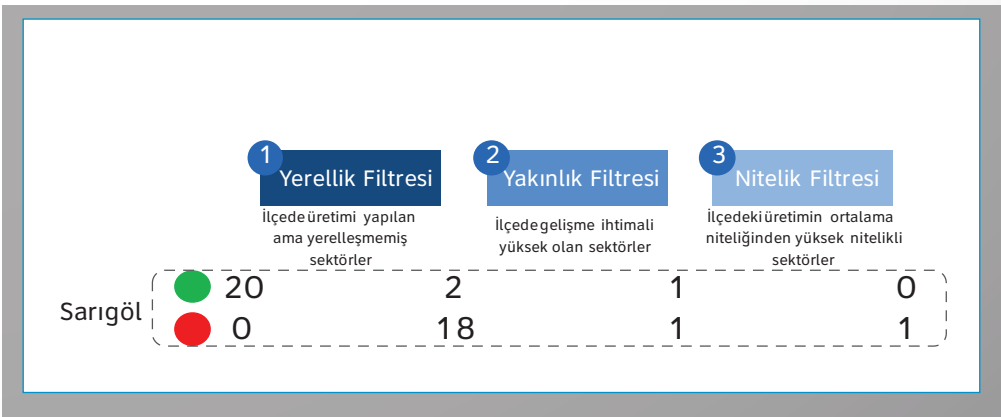 1
Yerellik Filtresi
İlçede üretimi yapılan
ama yerelleşmemiş
sektörler
2
Yakınlık Filtresi
İlçede gelişme ihtimali
yüksek olan sektörler
3
Nitelik Filtresi
İlçedeki üretimin ortalama
niteliğinden yüksek nitelikli
sektörler
Sarıgöl
20 2 1 0
0 18 1 1